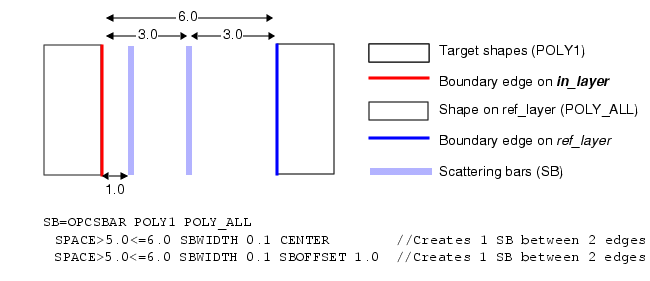 6.0
3.0 3.0
1.0
Target shapes (POLY1)
Boundary edge on in_layer
Shape on ref_layer (POLY_ALL)
Boundary edge on ref_layer
Scattering bars (SB)
SB=OPCSBAR POLY1 POLY_ALL
SPACE>5.0<=6.0 SBWIDTH 0.1 CENTER //Creates 1 SB between 2 edges
SPACE>5.0<=6.0 SBWIDTH 0.1 SBOFFSET 1.0 //Creates 1 SB between 2 edges